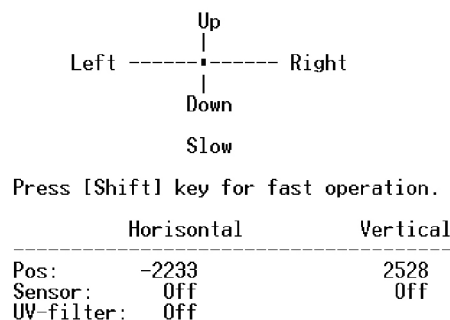 Up
|
Left ------▪------ Right
|
Down
Slow
Press [Shift] key for fast operation.
Horisontal Vertical
--------------------------------------
Pos: -2233 2528
Sensor: Off Off
UV-filter: Off